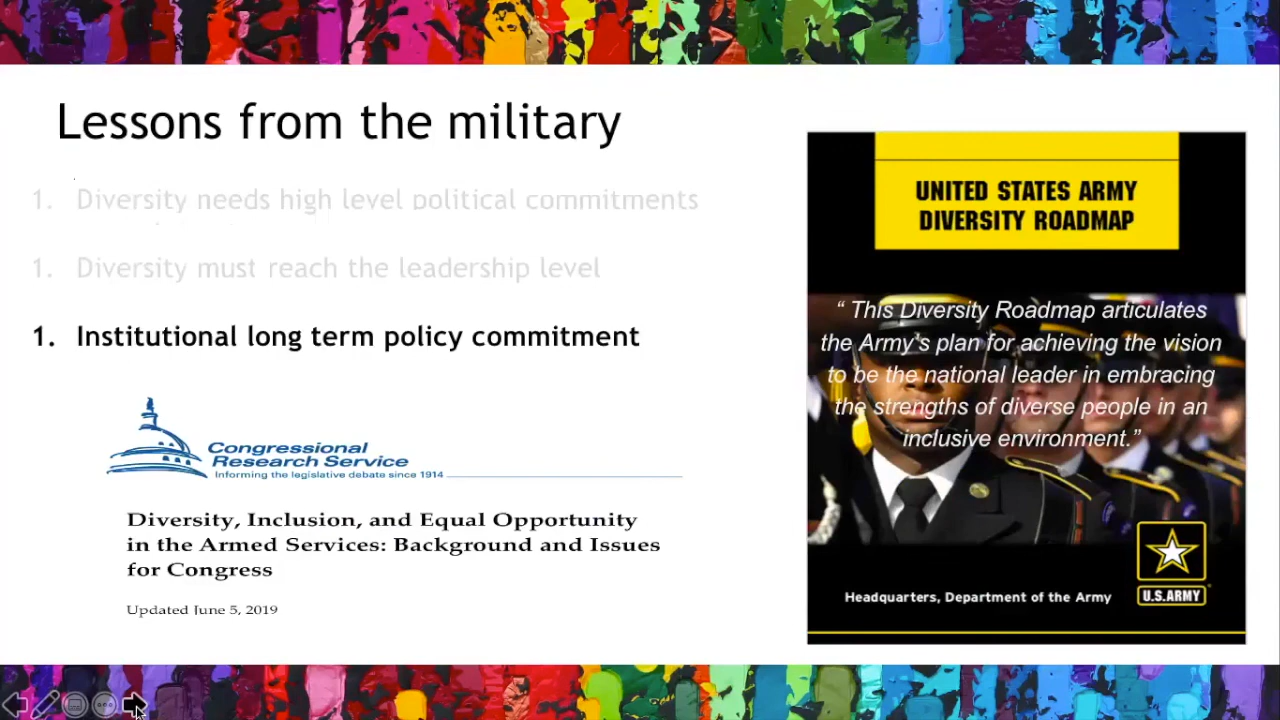 Lessons from the military
1. Diversity needs high level political commitments
1. Diversity must reach the leadership level
1. Institutional long term policy commitment
Congressional
Research Service
Informing the legislative debate since 1914
Diversity, Inclusion, and Equal Opportunity
in the Armed Services: Background and Issues
for Congress
Updated June 5, 2019
UNITED STATES ARMY
DIVERSITY ROADMAP
“ This Diversity Roadmap articulates
the Army's plan for achieving the vision
to be the national leader in embracing
the strengths of diverse people in an
inclusive environment.”
Headquarters, Department of the Army
U.S.ARMY